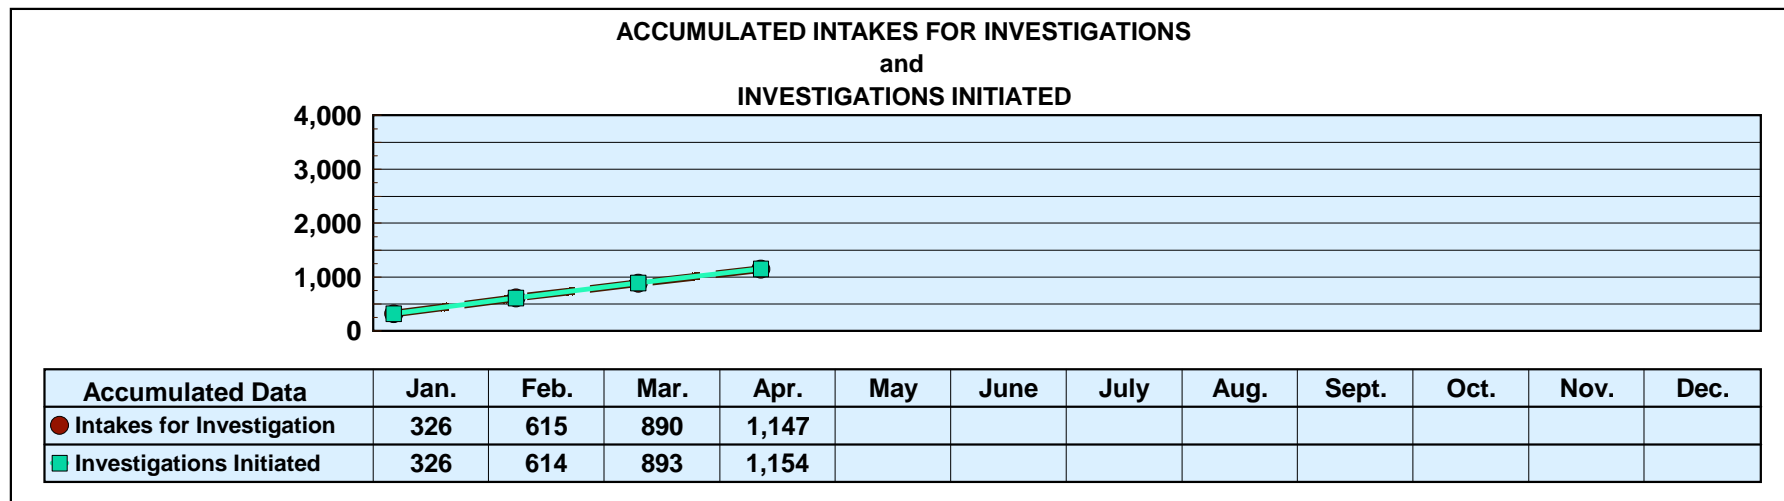 ACCUMULATED INTAKES FOR INVESTIGATIONS
and
INVESTIGATIONS INITIATED
4,000
3,000
2,000
1,000
0
Accumulated Data Jan. Feb. Mar. Apr. May June July Aug. Sept. Oct. Nov. Dec.
Intakes for Investigation 326 615 890 1,147
Investigations Initiated 326 614 893 1,154